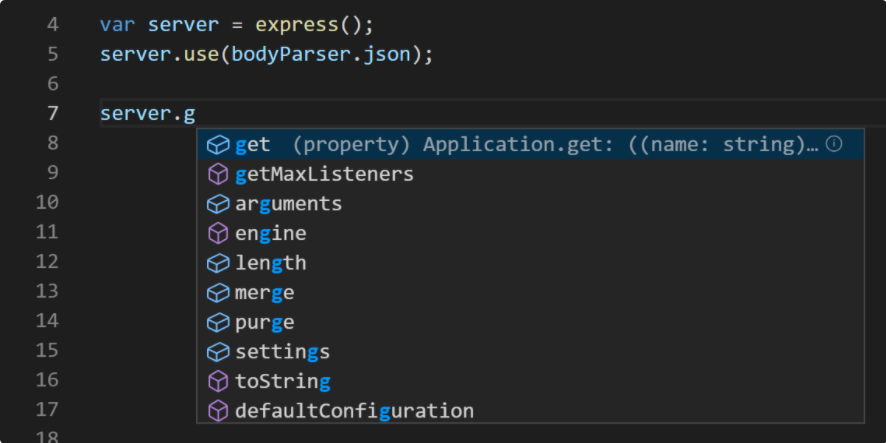 4 var server = express();
5 server.use(bodyParser.json);
6
7 server.g
8 get (property) Application.get: ((name: string)…
9 getMaxListeners
10 arguments
11 engine
12 length
13 merge
14 purge
15 settings
16 toString
17 defaultConfiguration
18